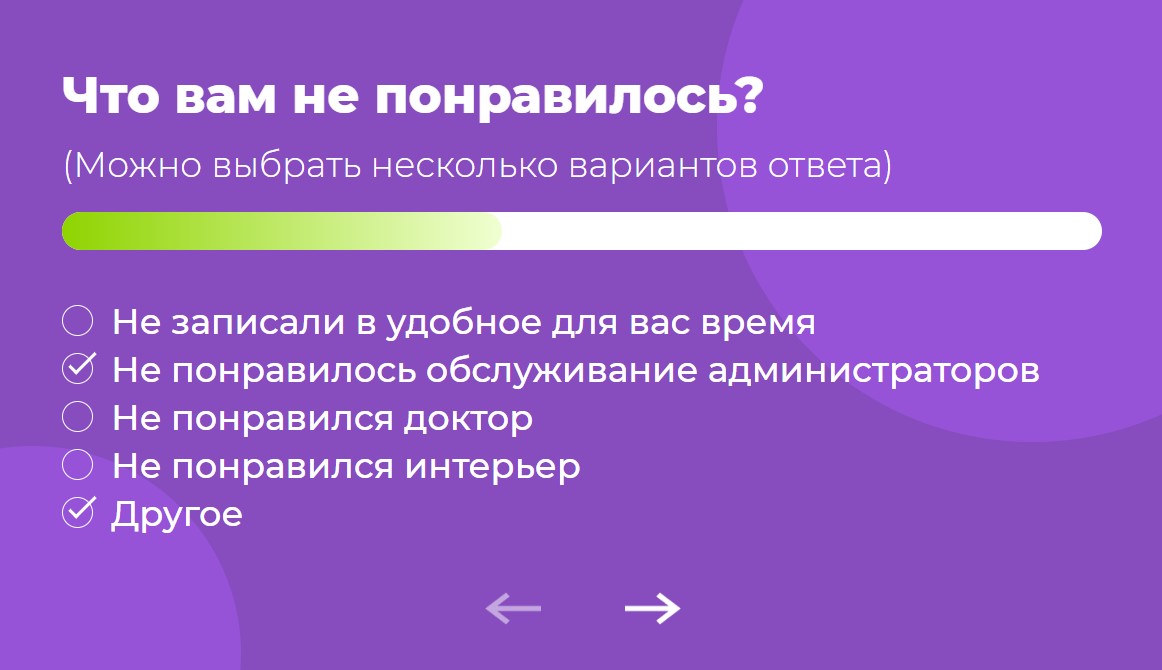 Что вам не понравилось?
(Можно выбрать несколько вариантов ответа)
Не записали в удобное для вас время
Не понравилось обслуживание администраторов
Не понравился доктор
Не понравился интерьер
Другое